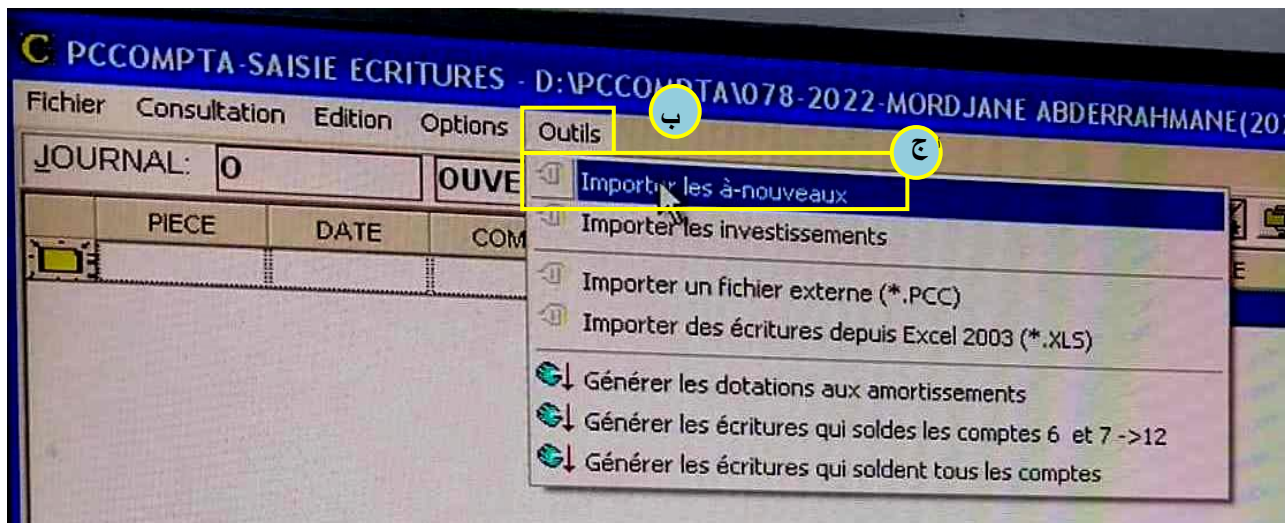 C PCCOMPTA-SAISIE ECRITURES - D:\PCCOMPTA\078-2022-MORDJANE ABDERRAHMANE(20
Fichier Consultation Edition Options Outils
ب
ج
JOURNAL: O OUVE
PIECE DATE COM
Importer les à-nouveaux
Importer les investissements
Importer un fichier externe (*.PCC)
Importer des écritures depuis Excel 2003 (*.XLS)
Générer les dotations aux amortissements
Générer les écritures qui soldes les comptes 6 et 7 ->12
Générer les écritures qui soldent tous les comptes